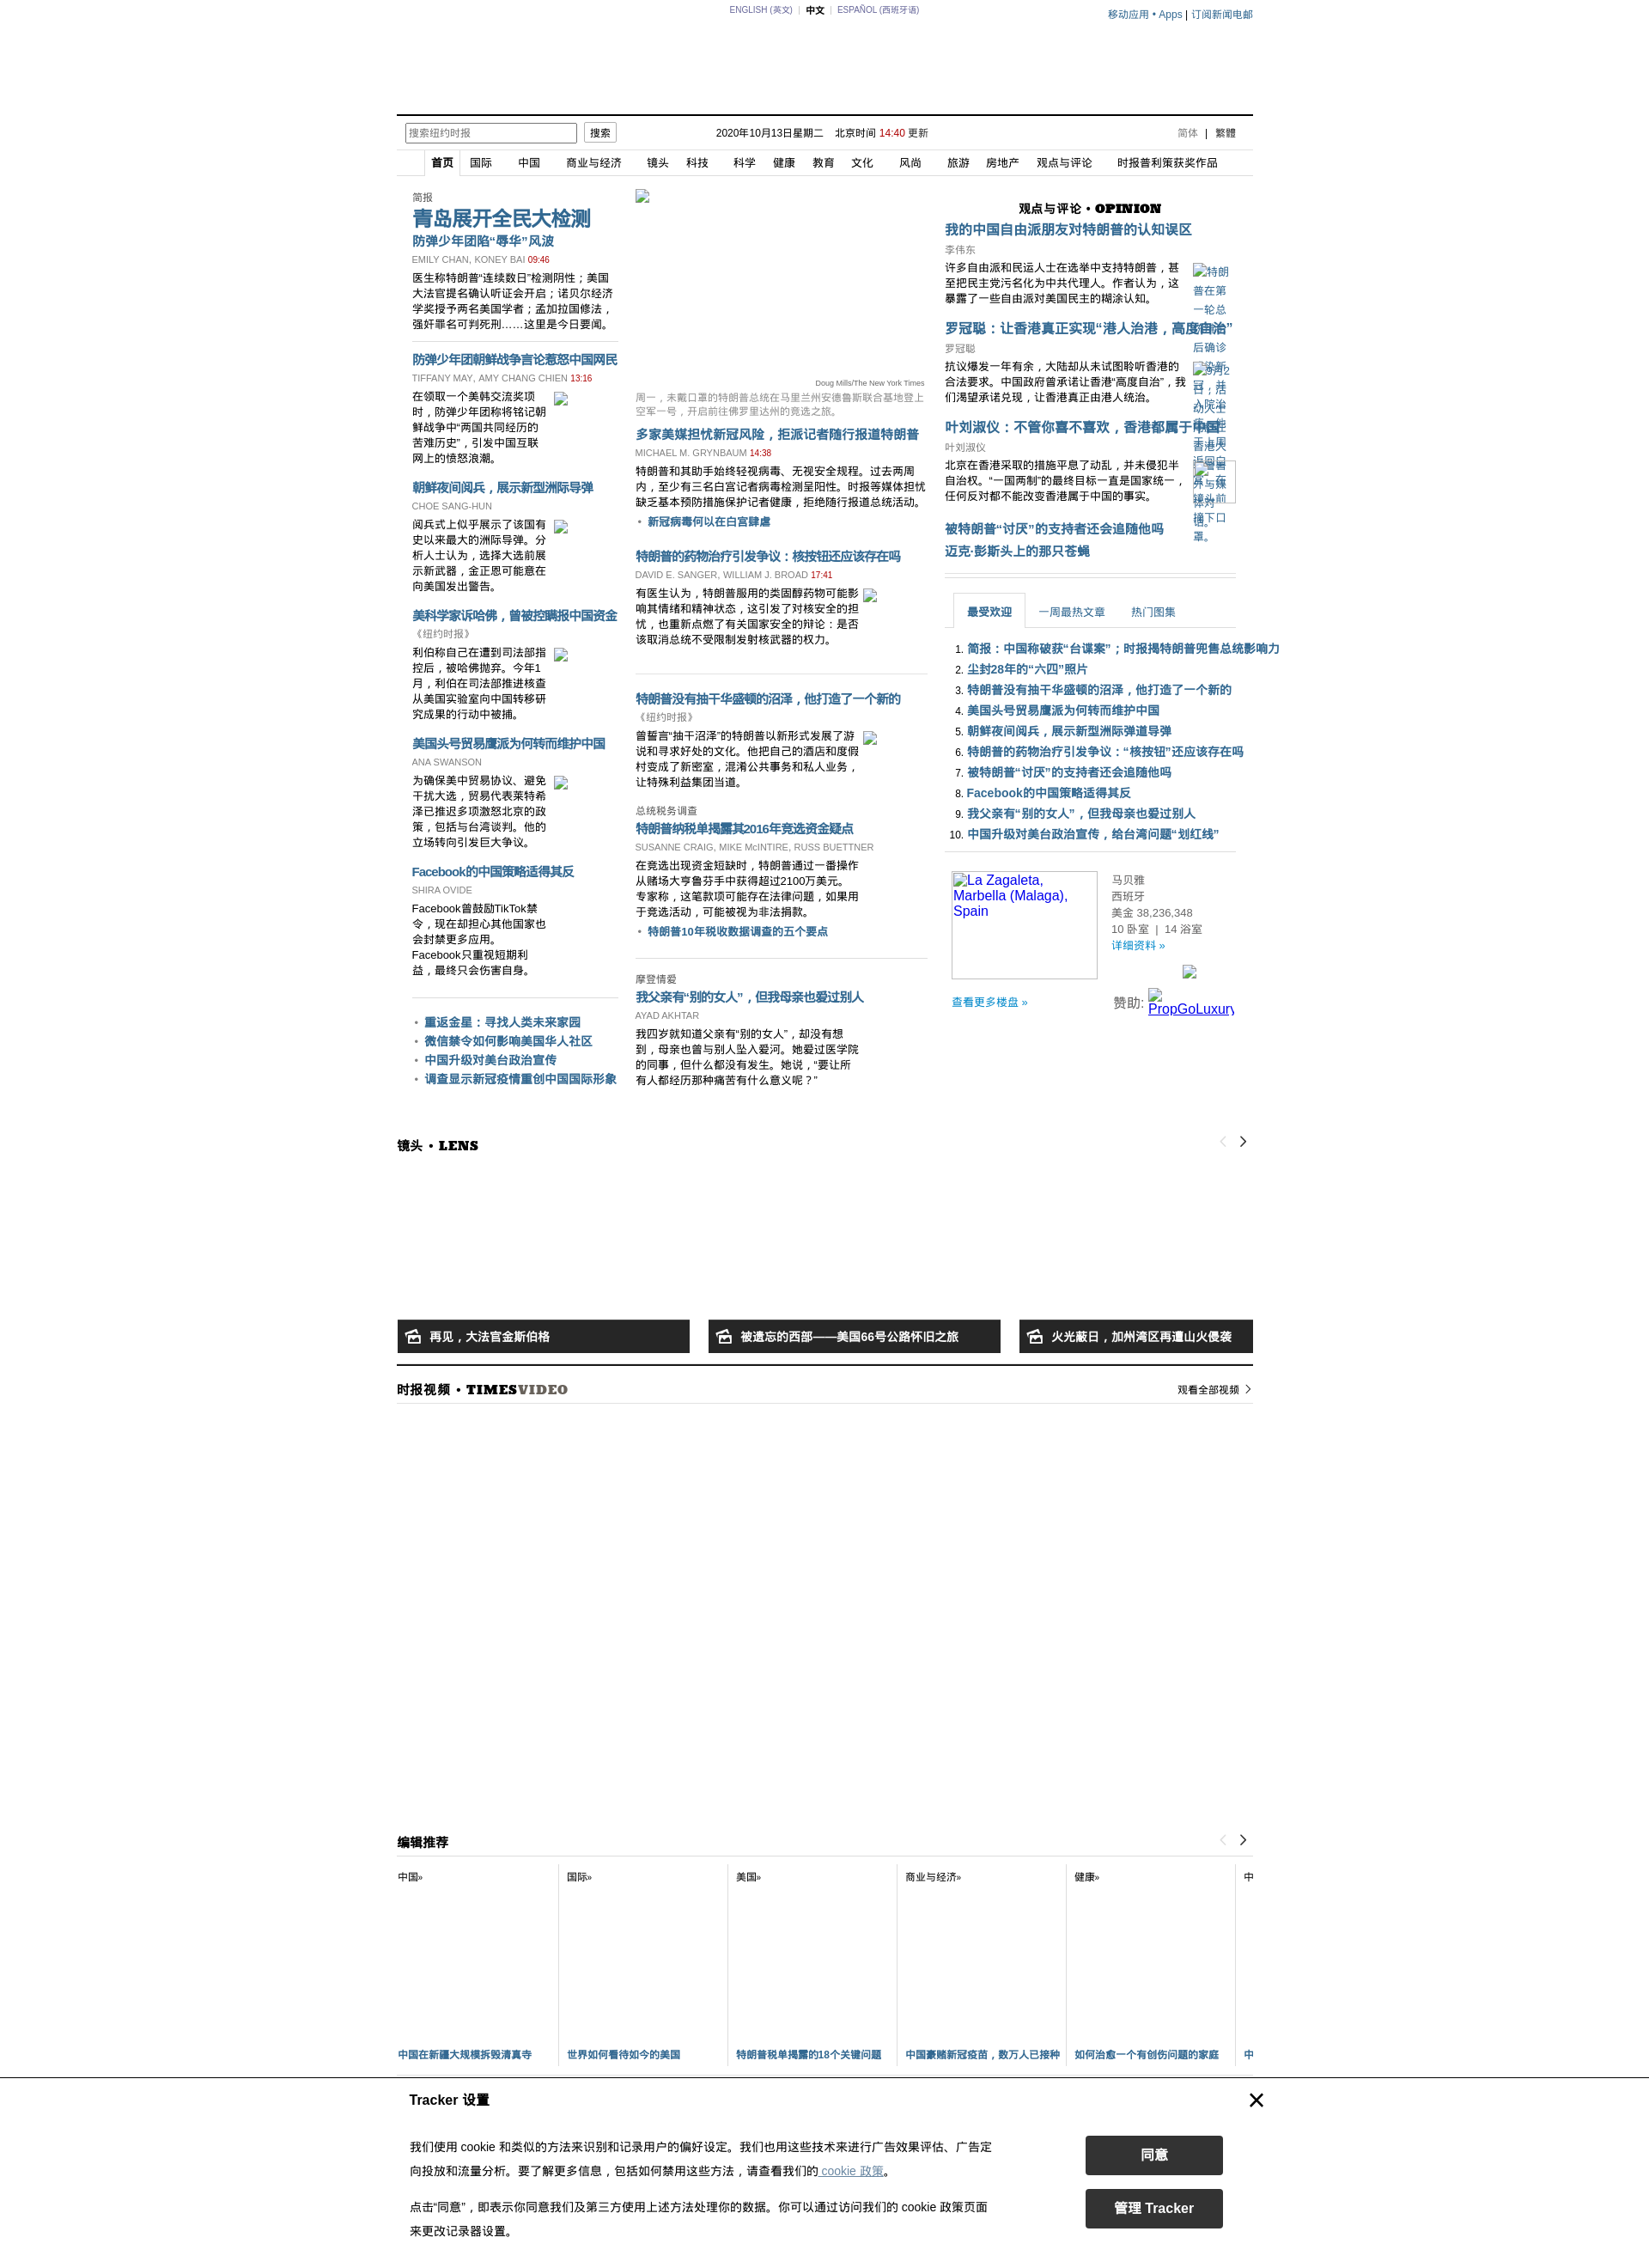 ENGLISH (英文) | 中文 | ESPAÑOL (西班牙语)
移动应用 • Apps | 订阅新闻电邮
搜索纽约时报 搜索 2020年10月13日星期二 北京时间 14:40 更新 简体 | 繁體
首页 国际 中国 商业与经济 镜头 科技 科学 健康 教育 文化 风尚 旅游 房地产 观点与评论 时报普利策获奖作品
简报
青岛展开全民大检测
防弹少年团陷“辱华”风波
EMILY CHAN, KONEY BAI 09:46
医生称特朗普“连续数日”检测阴性；美国
大法官提名确认听证会开启；诺贝尔经济
学奖授予两名美国学者；孟加拉国修法，
强奸罪名可判死刑……这里是今日要闻。
防弹少年团朝鲜战争言论惹怒中国网民
TIFFANY MAY, AMY CHANG CHIEN 13:16
在领取一个美韩交流奖项
时，防弹少年团称将铭记朝
鲜战争中“两国共同经历的
苦难历史”，引发中国互联
网上的愤怒浪潮。
朝鲜夜间阅兵，展示新型洲际导弹
CHOE SANG-HUN
阅兵式上似乎展示了该国有
史以来最大的洲际导弹。分
析人士认为，选择大选前展
示新武器，金正恩可能意在
向美国发出警告。
美科学家诉哈佛，曾被控瞒报中国资金
《纽约时报》
利伯称自己在遭到司法部指
控后，被哈佛抛弃。今年1
月，利伯在司法部推进核查
从美国实验室向中国转移研
究成果的行动中被捕。
美国头号贸易鹰派为何转而维护中国
ANA SWANSON
为确保美中贸易协议、避免
干扰大选，贸易代表莱特希
泽已推迟多项激怒北京的政
策，包括与台湾谈判。他的
立场转向引发巨大争议。
Facebook的中国策略适得其反
SHIRA OVIDE
Facebook曾鼓励TikTok禁
令，现在却担心其他国家也
会封禁更多应用。
Facebook只重视短期利
益，最终只会伤害自身。
• 重返金星：寻找人类未来家园
• 微信禁令如何影响美国华人社区
• 中国升级对美台政治宣传
• 调查显示新冠疫情重创中国国际形象
Doug Mills/The New York Times
周一，未戴口罩的特朗普总统在马里兰州安德鲁斯联合基地登上
空军一号，开启前往佛罗里达州的竞选之旅。
多家美媒担忧新冠风险，拒派记者随行报道特朗普
MICHAEL M. GRYNBAUM 14:38
特朗普和其助手始终轻视病毒、无视安全规程。过去两周
内，至少有三名白宫记者病毒检测呈阳性。时报等媒体担忧
缺乏基本预防措施保护记者健康，拒绝随行报道总统活动。
• 新冠病毒何以在白宫肆虐
特朗普的药物治疗引发争议：核按钮还应该存在吗
DAVID E. SANGER, WILLIAM J. BROAD 17:41
有医生认为，特朗普服用的类固醇药物可能影
响其情绪和精神状态，这引发了对核安全的担
忧，也重新点燃了有关国家安全的辩论：是否
该取消总统不受限制发射核武器的权力。
特朗普没有抽干华盛顿的沼泽，他打造了一个新的
《纽约时报》
曾誓言“抽干沼泽”的特朗普以新形式发展了游
说和寻求好处的文化。他把自己的酒店和度假
村变成了新密室，混淆公共事务和私人业务，
让特殊利益集团当道。
总统税务调查
特朗普纳税单揭露其2016年竞选资金疑点
SUSANNE CRAIG, MIKE McINTIRE, RUSS BUETTNER
在竞选出现资金短缺时，特朗普通过一番操作
从赌场大亨鲁芬手中获得超过2100万美元。
专家称，这笔款项可能存在法律问题，如果用
于竞选活动，可能被视为非法捐款。
• 特朗普10年税收数据调查的五个要点
摩登情爱
我父亲有“别的女人”，但我母亲也爱过别人
AYAD AKHTAR
我四岁就知道父亲有“别的女人”，却没有想
到，母亲也曾与别人坠入爱河。她爱过医学院
的同事，但什么都没有发生。她说，“要让所
有人都经历那种痛苦有什么意义呢？”
观点与评论 • OPINION
我的中国自由派朋友对特朗普的认知误区
李伟东
许多自由派和民运人士在选举中支持特朗普，甚
至把民主党污名化为中共代理人。作者认为，这
暴露了一些自由派对美国民主的糊涂认知。
罗冠聪：让香港真正实现“港人治港，高度自治”
罗冠聪
抗议爆发一年有余，大陆却从未试图聆听香港的
合法要求。中国政府曾承诺让香港“高度自治”，我
们渴望承诺兑现，让香港真正由港人统治。
叶刘淑仪：不管你喜不喜欢，香港都属于中国
叶刘淑仪
北京在香港采取的措施平息了动乱，并未侵犯半
自治权。“一国两制”的最终目标一直是国家统一，
任何反对都不能改变香港属于中国的事实。
特朗
普在第
一轮总
后确诊
被特朗普“讨厌”的支持者还会追随他吗
迈克·彭斯头上的那只苍蝇
最受欢迎 一周最热文章 热门图集
1. 简报：中国称破获“台谍案”；时报揭特朗普兜售总统影响力
2. 尘封28年的“六四”照片
3. 特朗普没有抽干华盛顿的沼泽，他打造了一个新的
4. 美国头号贸易鹰派为何转而维护中国
5. 朝鲜夜间阅兵，展示新型洲际弹道导弹
6. 特朗普的药物治疗引发争议：“核按钮”还应该存在吗
7. 被特朗普“讨厌”的支持者还会追随他吗
8. Facebook的中国策略适得其反
9. 我父亲有“别的女人”，但我母亲也爱过别人
10. 中国升级对美台政治宣传，给台湾问题“划红线”
La Zagaleta,
Marbella (Malaga),
Spain
马贝雅
西班牙
美金 38,236,348
10 卧室 | 14 浴室
详细资料 »
查看更多楼盘 »
赞助: PropGoLuxury
镜头 • LENS
再见，大法官金斯伯格
被遗忘的西部——美国66号公路怀旧之旅
火光蔽日，加州湾区再遭山火侵袭
时报视频 • TIMESVIDEO
观看全部视频
编辑推荐
中国» 国际» 美国» 商业与经济» 健康» 中
中国在新疆大规模拆毁清真寺 世界如何看待如今的美国 特朗普税单揭露的18个关键问题 中国豪赌新冠疫苗，数万人已接种 如何治愈一个有创伤问题的家庭 中
Tracker 设置
我们使用 cookie 和类似的方法来识别和记录用户的偏好设定。我们也用这些技术来进行广告效果评估、广告定
向投放和流量分析。要了解更多信息，包括如何禁用这些方法，请查看我们的 cookie 政策。
点击“同意”，即表示你同意我们及第三方使用上述方法处理你的数据。你可以通过访问我们的 cookie 政策页面
来更改记录器设置。
同意
管理 Tracker